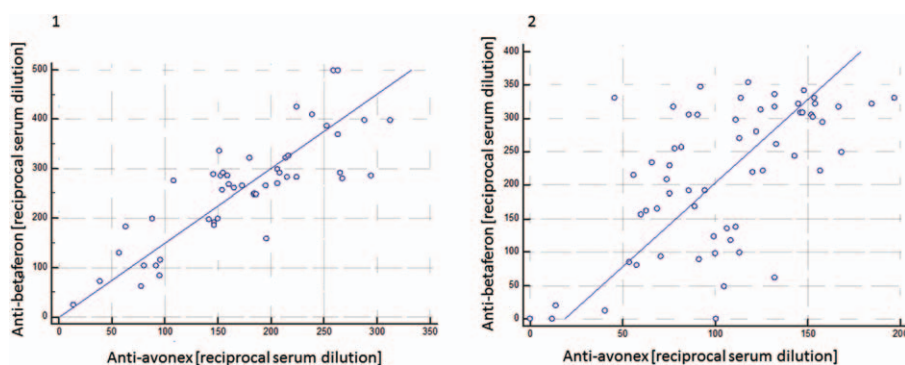 1
Anti-betaferon [reciprocal serum dilution]
500
400
300
200
100
0
0 50 100 150 200 250 300 350
Anti-avonex [reciprocal serum dilution]
2
Anti-betaferon [reciprocal serum dilution]
400
350
300
250
200
150
100
50
0
0 50 100 150 200
Anti-avonex [reciprocal serum dilution]